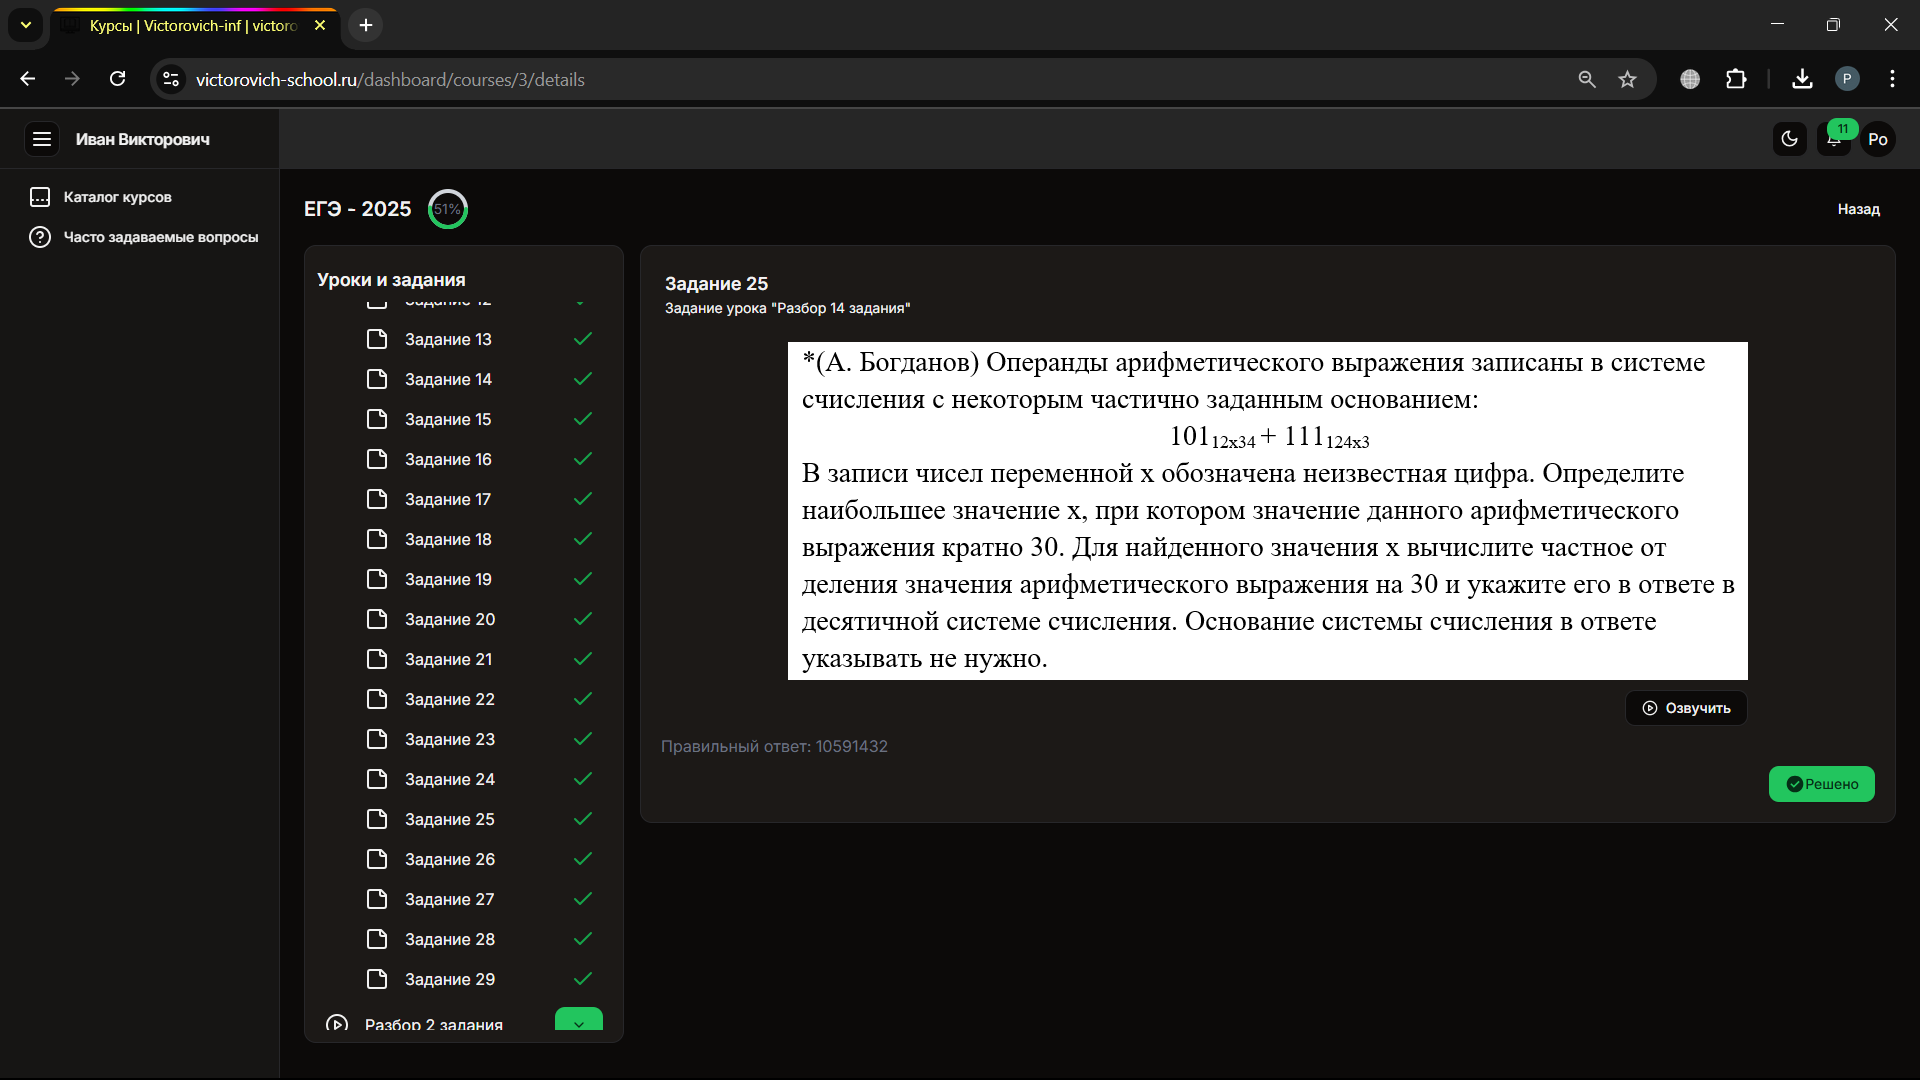 Курсы | Victorovich-inf | victoro
victorovich-school.ru/dashboard/courses/3/details
P
Иван Викторович
11
Po
Каталог курсов
Часто задаваемые вопросы
ЕГЭ - 2025
51%
Назад
Уроки и задания
Задание 12
Задание 13
Задание 14
Задание 15
Задание 16
Задание 17
Задание 18
Задание 19
Задание 20
Задание 21
Задание 22
Задание 23
Задание 24
Задание 25
Задание 26
Задание 27
Задание 28
Задание 29
Разбор 2 задания
Задание 25
Задание урока "Разбор 14 задания"
*(А. Богданов) Операнды арифметического выражения записаны в системе
счисления с некоторым частично заданным основанием:
101₁₂ₓ₃₄ + 111₁₂₄ₓ₃
В записи чисел переменной x обозначена неизвестная цифра. Определите
наибольшее значение x, при котором значение данного арифметического
выражения кратно 30. Для найденного значения x вычислите частное от
деления значения арифметического выражения на 30 и укажите его в ответе в
десятичной системе счисления. Основание системы счисления в ответе
указывать не нужно.
Озвучить
Правильный ответ: 10591432
Решено